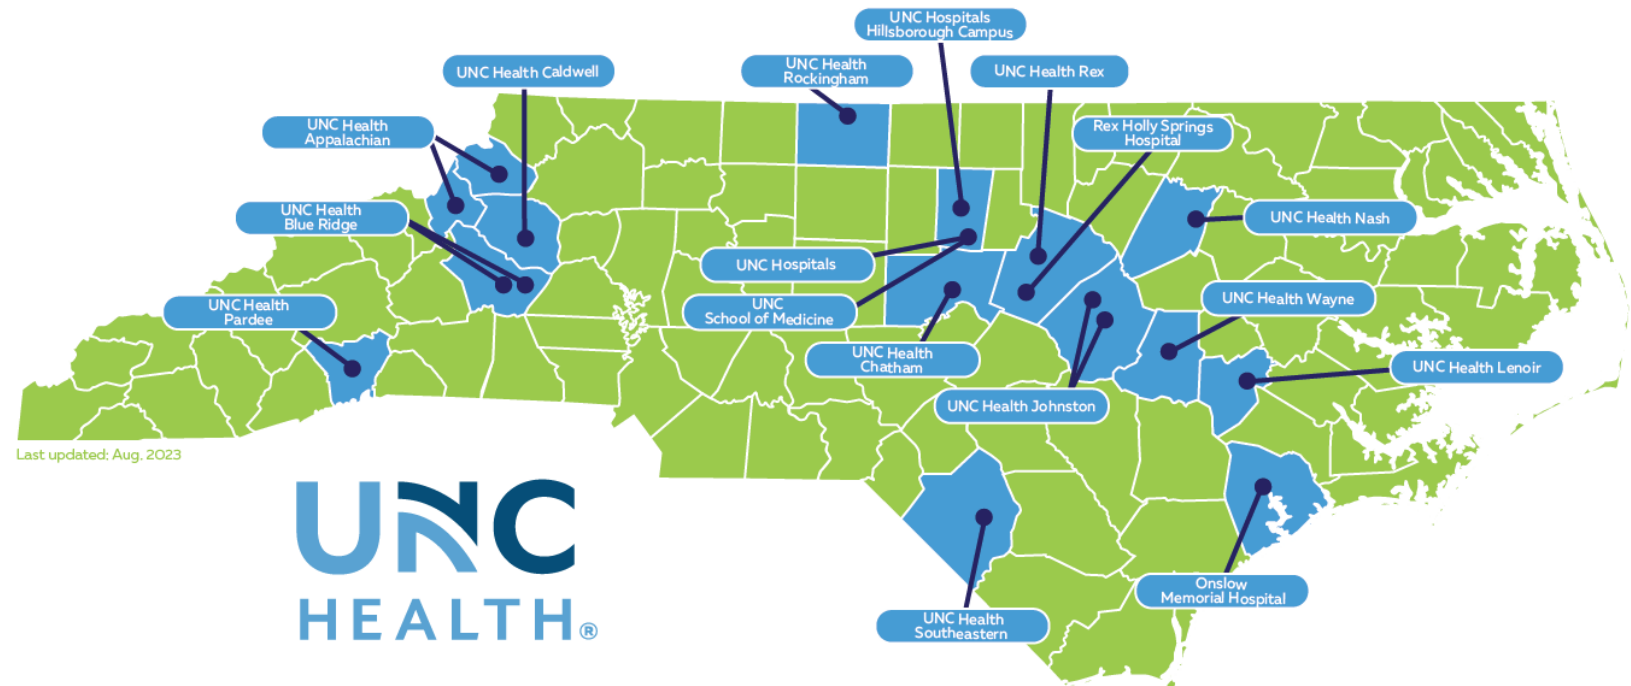 UNC Hospitals
Hillsborough Campus
UNC Health Caldwell
UNC Health
Rockingham
UNC Health Rex
UNC Health
Appalachian
Rex Holly Springs
Hospital
UNC Health
Blue Ridge
UNC Health Nash
UNC Hospitals
UNC Health
Pardee
UNC
School of Medicine
UNC Health Wayne
UNC Health
Chatham
UNC Health Lenoir
UNC Health Johnston
Last updated: Aug. 2023
UNC
HEALTH®
Onslow
Memorial Hospital
UNC Health
Southeastern